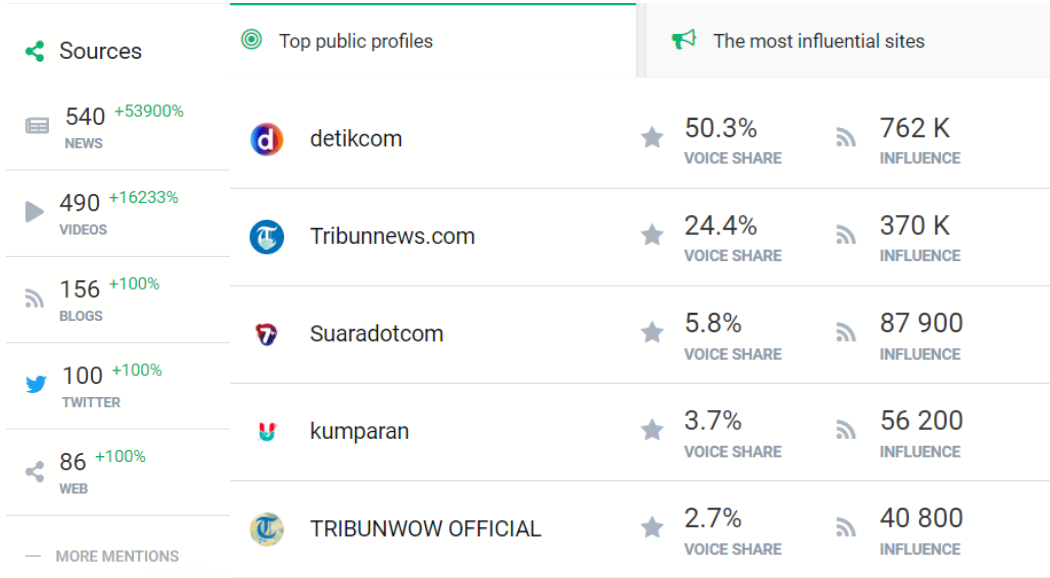 Sources
540 +53900%
NEWS
490 +16233%
VIDEOS
156 +100%
BLOGS
100 +100%
TWITTER
86 +100%
WEB
— MORE MENTIONS
Top public profiles
The most influential sites
d detikcom 50.3% 762 K
VOICE SHARE INFLUENCE
Tribunnews.com 24.4% 370 K
VOICE SHARE INFLUENCE
Suaradotcom 5.8% 87 900
VOICE SHARE INFLUENCE
kumparan 3.7% 56 200
VOICE SHARE INFLUENCE
TRIBUNWOW OFFICIAL 2.7% 40 800
VOICE SHARE INFLUENCE